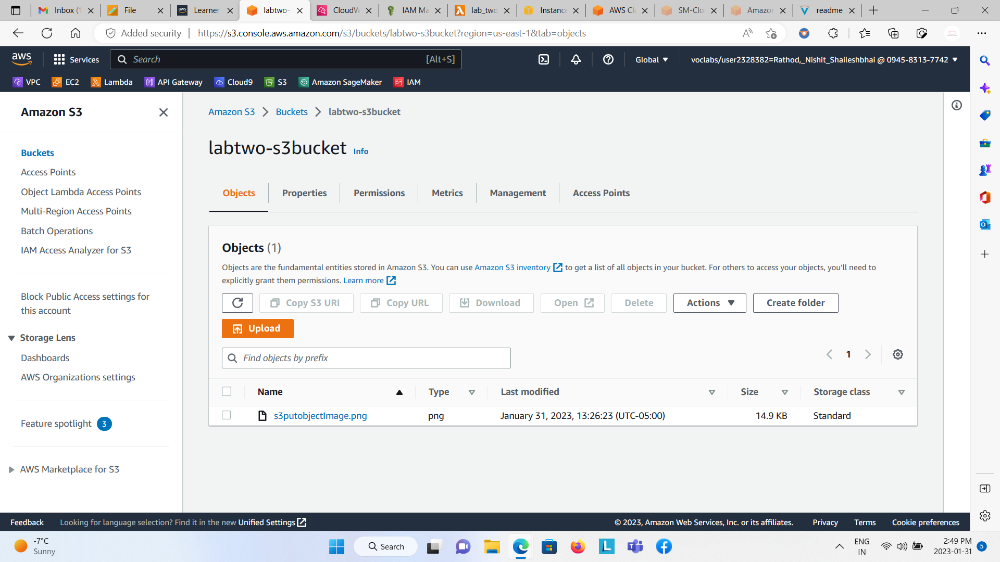 Inbox (1
File
Learner
labtwo-
CloudW
IAM Ma
lab_two
Instance
AWS Cl
SM-Clo
Amazon
readme
Added security
https://s3.console.aws.amazon.com/s3/buckets/labtwo-s3bucket?region=us-east-1&tab=objects
aws
Services
Search
[Alt+S]
Global
voclabs/user2328382=Rathod,_Nishit_Shaileshbhai @ 0945-8313-7742
VPC
EC2
Lambda
API Gateway
Cloud9
S3
Amazon SageMaker
IAM
Amazon S3
Buckets
Access Points
Object Lambda Access Points
Multi-Region Access Points
Batch Operations
IAM Access Analyzer for S3
Block Public Access settings for
this account
Storage Lens
Dashboards
AWS Organizations settings
Feature spotlight 3
AWS Marketplace for S3
Amazon S3 > Buckets > labtwo-s3bucket
labtwo-s3bucket Info
Objects
Properties
Permissions
Metrics
Management
Access Points
Objects (1)
Objects are the fundamental entities stored in Amazon S3. You can use Amazon S3 inventory to get a list of all objects in your bucket. For others to access your objects, you'll need to
explicitly grant them permissions. Learn more
Copy S3 URI
Copy URL
Download
Open
Delete
Actions
Create folder
Upload
Find objects by prefix
1
Name
Type
Last modified
Size
Storage class
s3putobjectImage.png
png
January 31, 2023, 13:26:23 (UTC-05:00)
14.9 KB
Standard
Feedback
Looking for language selection? Find it in the new Unified Settings
© 2023, Amazon Web Services, Inc. or its affiliates.
Privacy
Terms
Cookie preferences
-7°C
Sunny
Search
ENG
IN
2:49 PM
2023-01-31
5